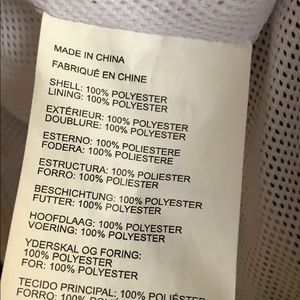 MADE IN CHINA
FABRIQUÉ EN CHINE
SHELL: 100% POLYESTER
LINING: 100% POLYESTER
EXTÉRIEUR: 100% POLYESTER
DOUBLURE: 100% POLYESTER
ESTERNO: 100% POLIESTERE
FODERA: 100% POLIESTERE
ESTRUCTURA: 100% POLIESTER
FORRO: 100% POLIESTER
BESCHICHTUNG: 100% POLYESTER
FUTTER: 100% POLYESTER
HOOFDLAAG: 100% POLYESTER
VOERING: 100% POLYESTER
YDERSKAL OG FORING:
100% POLYESTER
FOR: 100% POLYESTER
TECIDO PRINCIPAL: 100% POLIÉSTER
FORRO: 100% POLIÉSTER